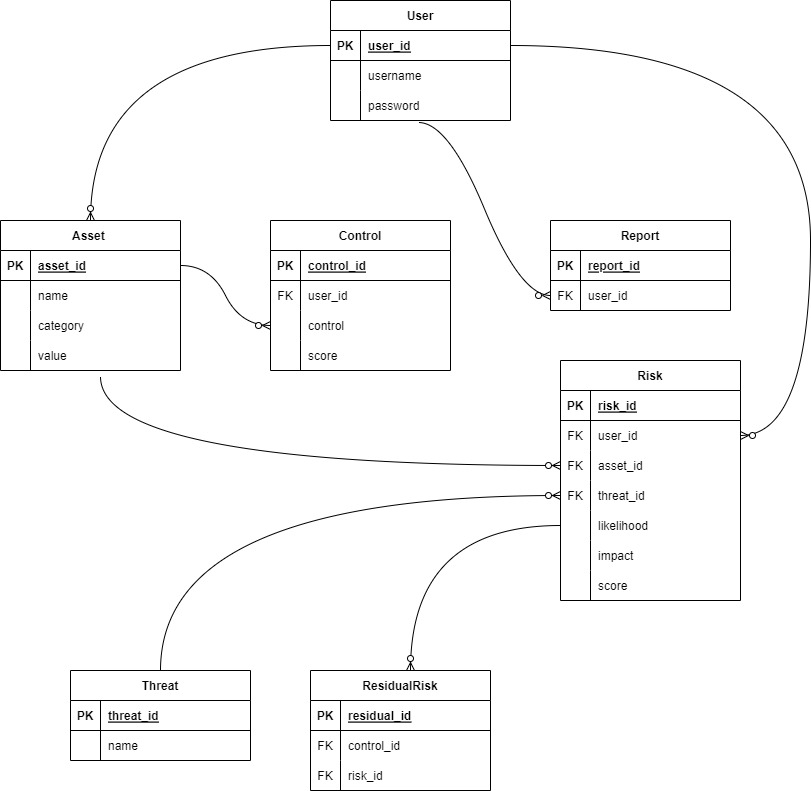 User
PK user_id
username
password
Asset
PK asset_id
name
category
value
Control
PK control_id
FK user_id
control
score
Report
PK report_id
FK user_id
Risk
PK risk_id
FK user_id
FK asset_id
FK threat_id
likelihood
impact
score
Threat
PK threat_id
name
ResidualRisk
PK residual_id
FK control_id
FK risk_id